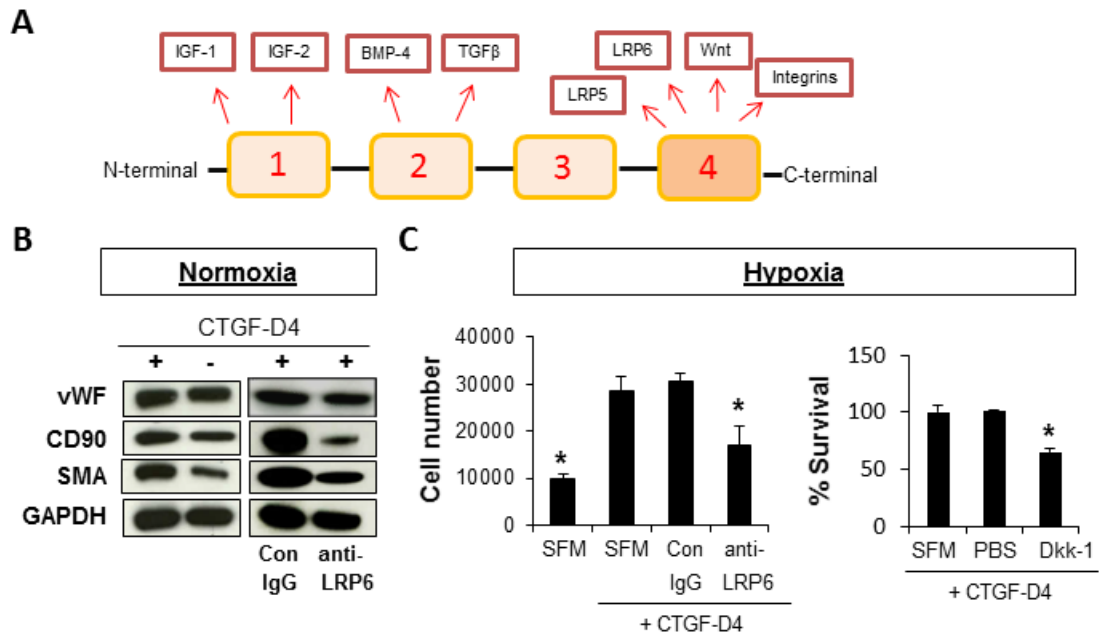 A
IGF-1
IGF-2
BMP-4
TGFβ
LRP5
LRP6
Wnt
Integrins
N-terminal
1
2
3
4
C-terminal
B
Normoxia
CTGF-D4
+ - + +
vWF
CD90
SMA
GAPDH
Con anti-
IgG LRP6
C
Hypoxia
Cell number
40000
30000
20000
10000
0
*
*
SFM SFM Con anti-
IgG LRP6
+ CTGF-D4
% Survival
150
100
50
0
*
SFM PBS Dkk-1
+ CTGF-D4